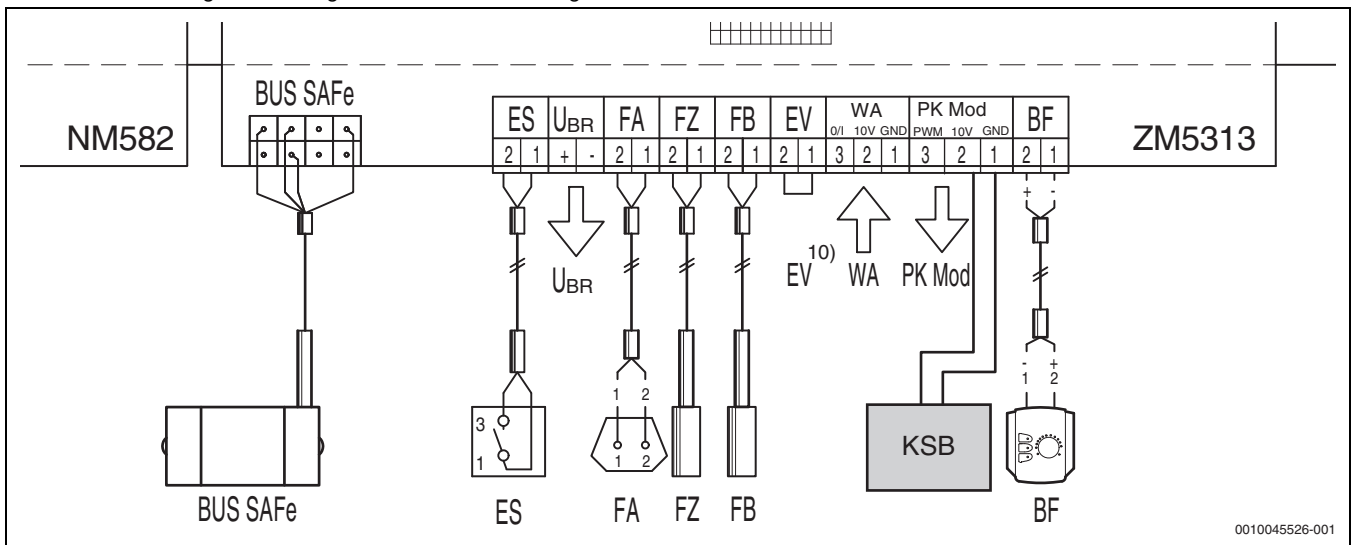 BUS SAFe
NM582
ES UBR FA FZ FB EV WA PK Mod BF
0/I 10V GND PWM 10V GND
2 1 + - 2 1 2 1 2 1 2 1 3 2 1 3 2 1 2 1
ZM5313
+ -
UBR
EV 10) WA PK Mod
- +
1 2
1 2
3
1
1 2
KSB
BUS SAFe
ES FA FZ FB BF
0010045526-001